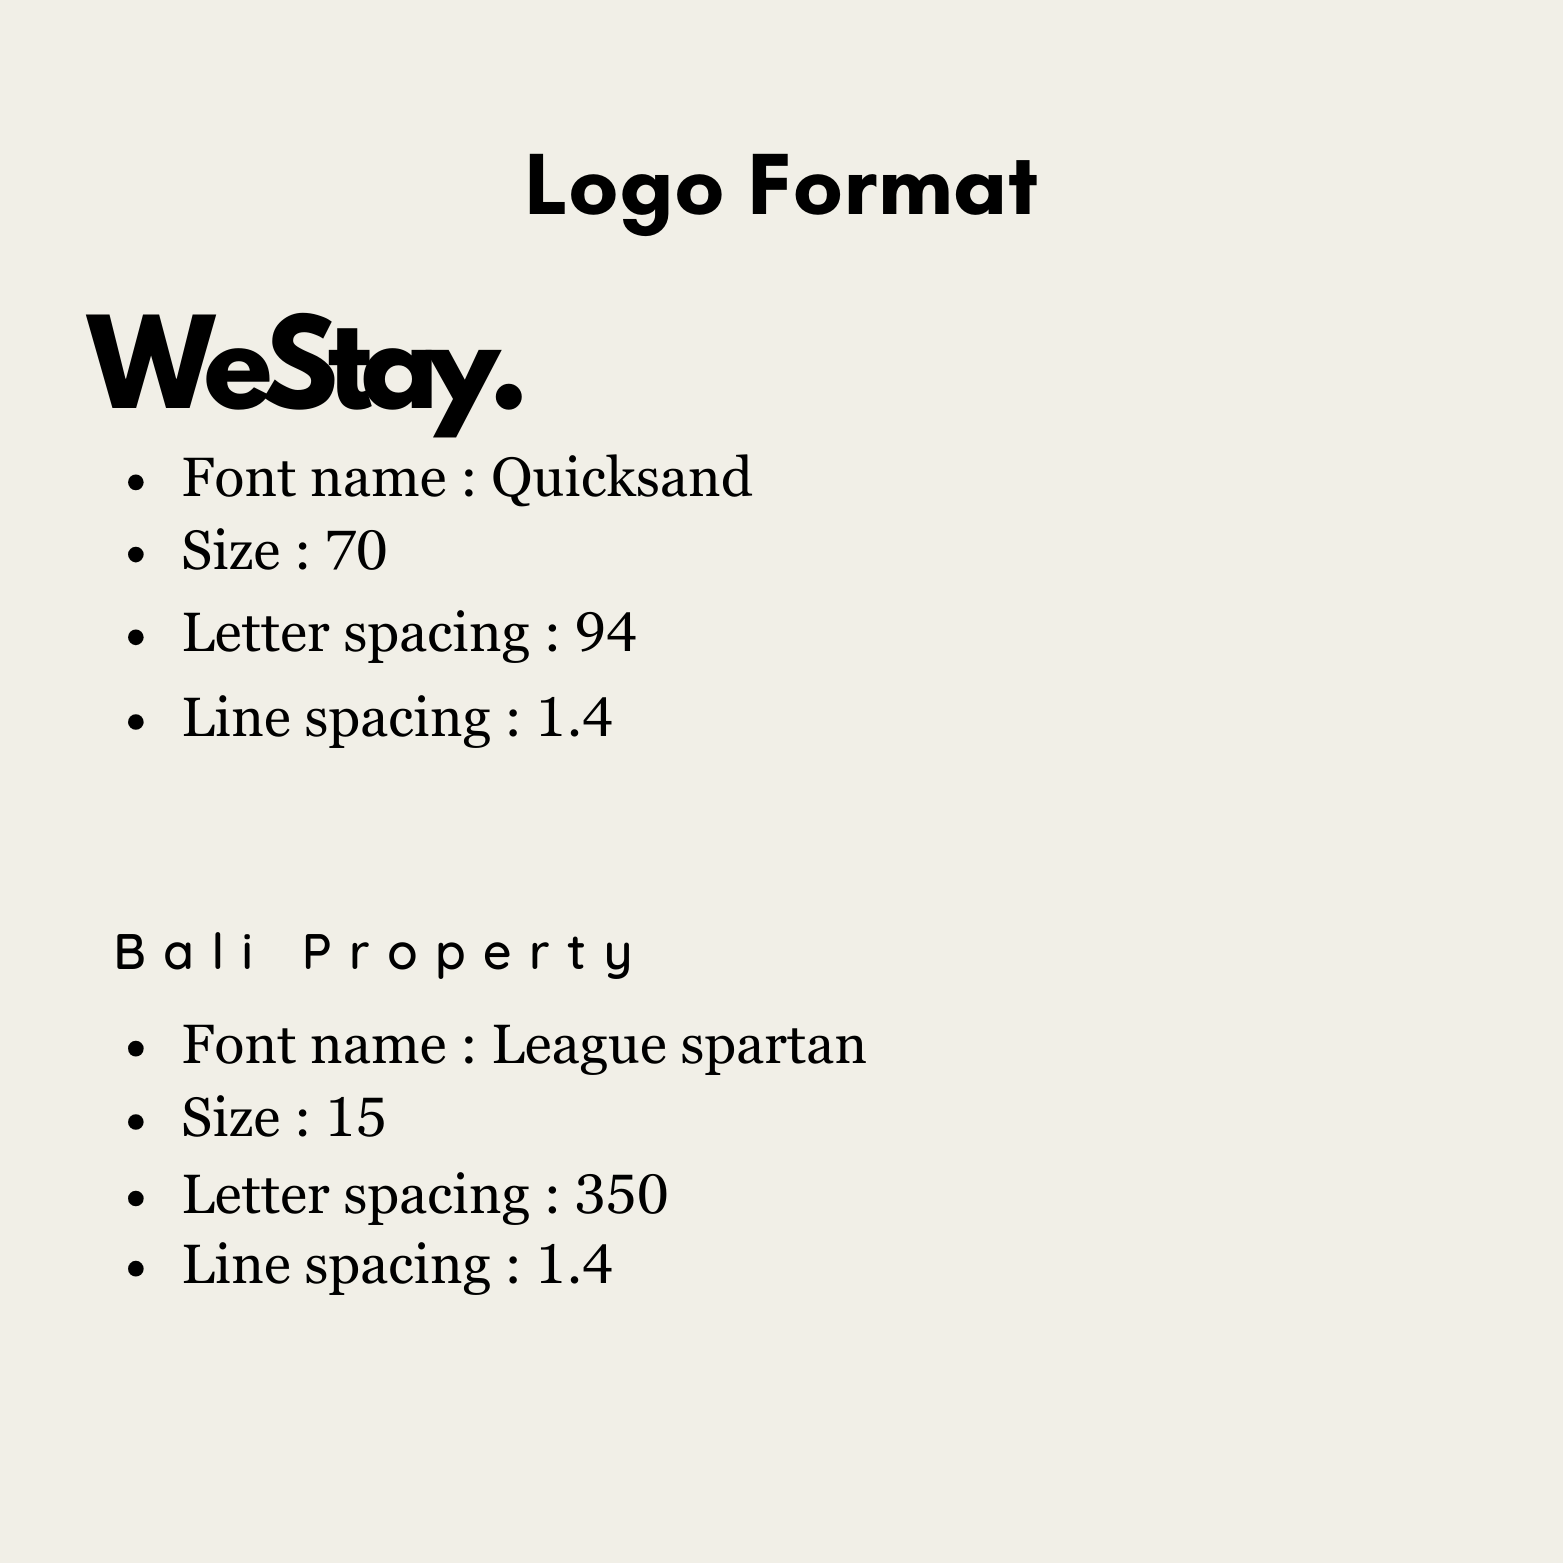 Logo Format
WeStay.
• Font name : Quicksand
• Size : 70
• Letter spacing : 94
• Line spacing : 1.4
Bali Property
• Font name : League spartan
• Size : 15
• Letter spacing : 350
• Line spacing : 1.4